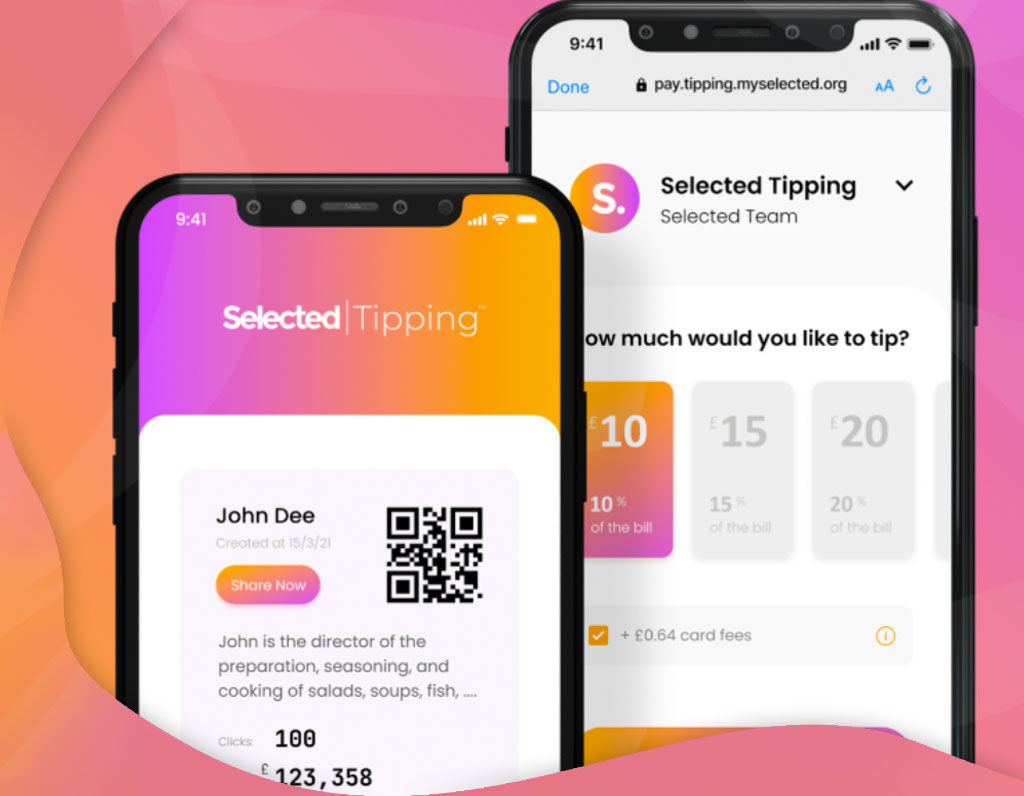 9:41
Selected|Tipping™
John Dee
Created at 15/3/21
Share Now
John is the director of the
preparation, seasoning, and
cooking of salads, soups, fish, ....
Clicks: 100
£ 123,358
9:41
Done pay.tipping.myselected.org AA
S.
Selected Tipping
Selected Team
ow much would you like to tip?
£10 £15 £20
10 % 15 % 20 %
of the bill of the bill of the bill
+ £0.64 card fees